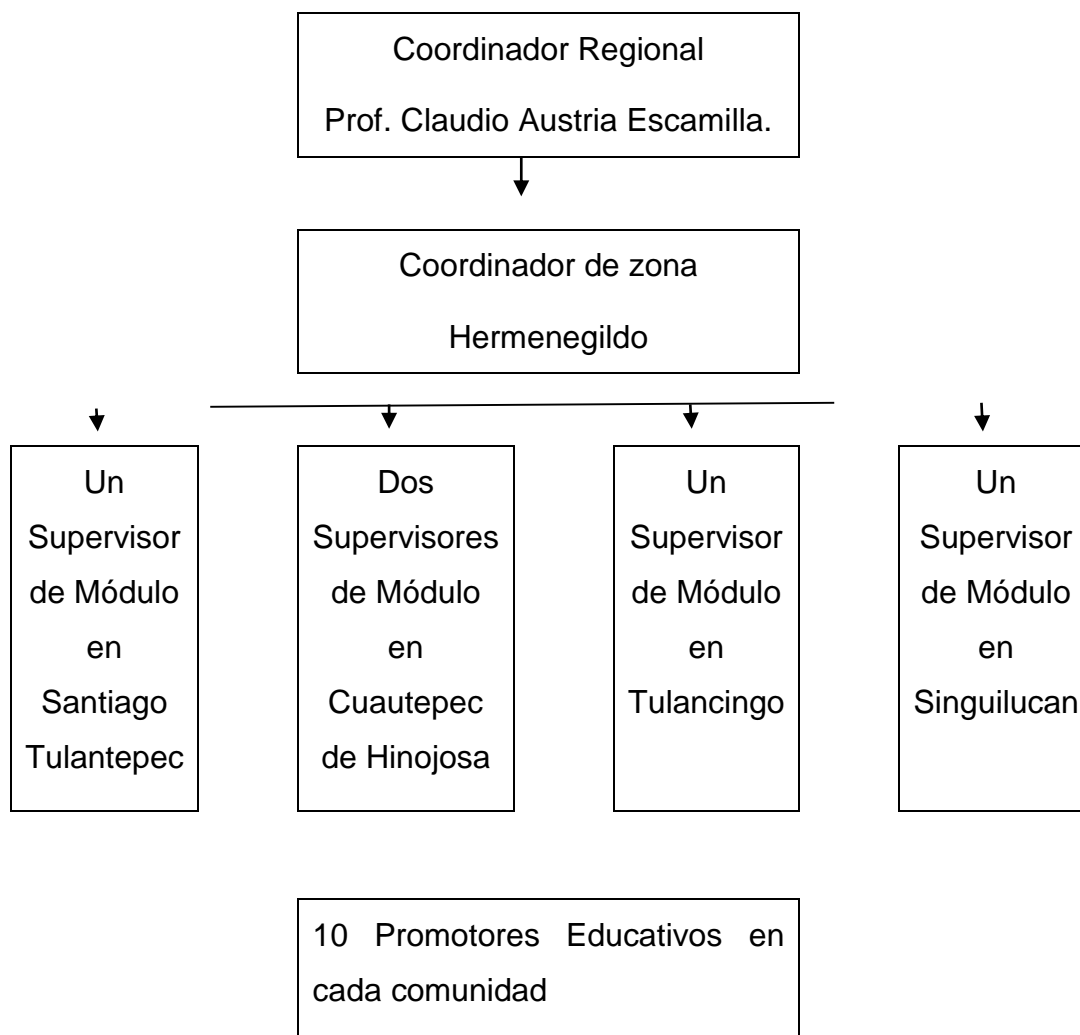 Coordinador Regional
Prof. Claudio Austria Escamilla.
Coordinador de zona
Hermenegildo
Un
Supervisor
de Módulo
en
Santiago
Tulantepec
Dos
Supervisores
de Módulo
en
Cuautepec
de Hinojosa
Un
Supervisor
de Módulo
en
Tulancingo
Un
Supervisor
de Módulo
en
Singuilucan
10 Promotores Educativos en
cada comunidad